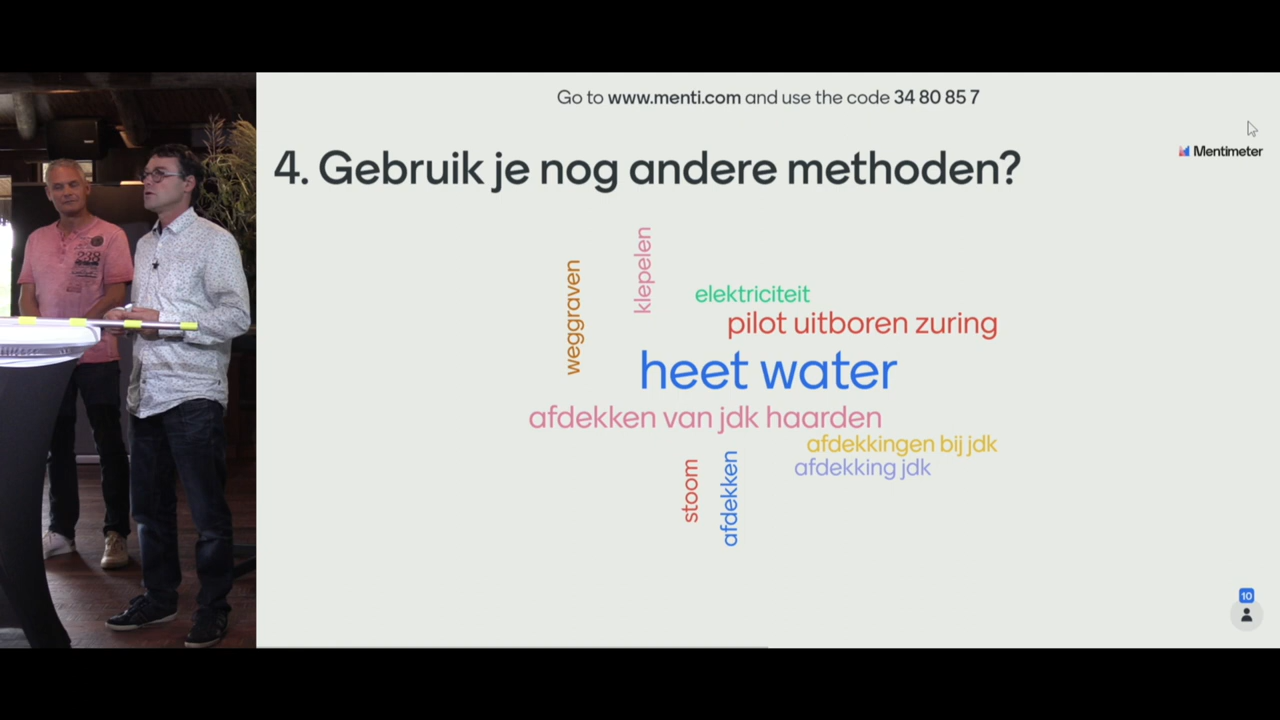 Go to www.menti.com and use the code 34 80 85 7
Mentimeter
4. Gebruik je nog andere methoden?
klepelen
weggraven
elektriciteit
pilot uitboren zuring
heet water
afdekken van jdk haarden
afdekkingen bij jdk
afdekking jdk
stoom
afdekken
10
238